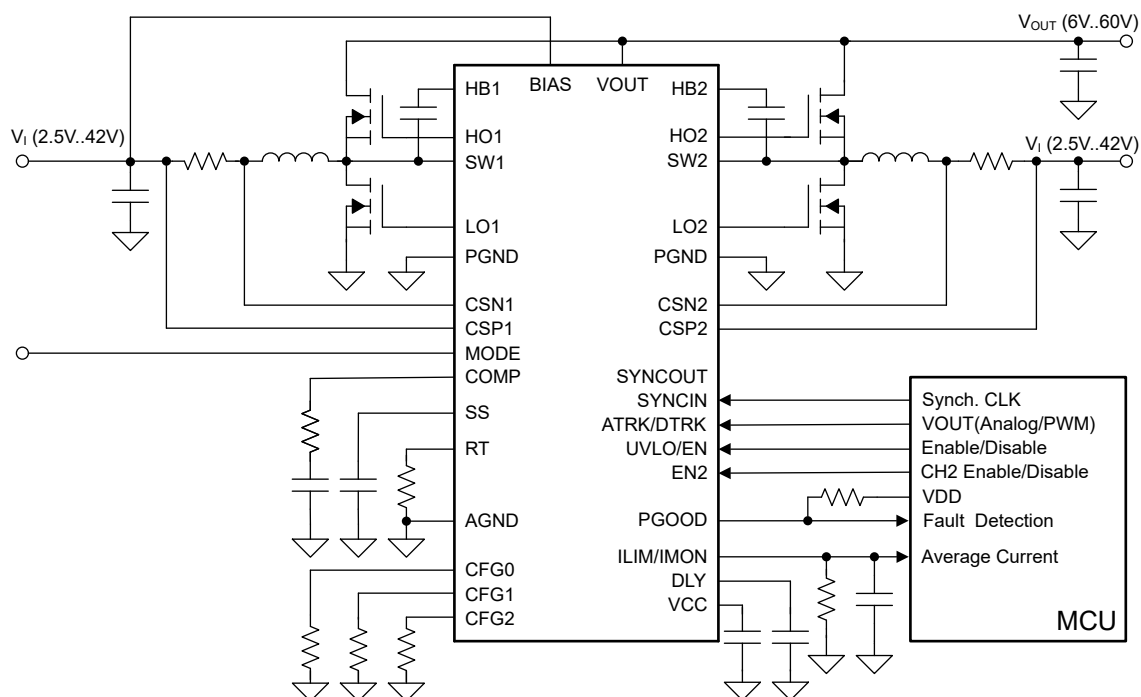 VOUT (6V..60V)
BIAS VOUT
VI (2.5V..42V)
VI (2.5V..42V)
HB1
HO1
SW1
LO1
PGND
CSN1
CSP1
MODE
COMP
SS
RT
AGND
CFG0
CFG1
CFG2
HB2
HO2
SW2
LO2
PGND
CSN2
CSP2
SYNCOUT
SYNCIN
ATRK/DTRK
UVLO/EN
EN2
PGOOD
ILIM/IMON
DLY
VCC
Synch. CLK
VOUT(Analog/PWM)
Enable/Disable
CH2 Enable/Disable
VDD
Fault Detection
Average Current
MCU